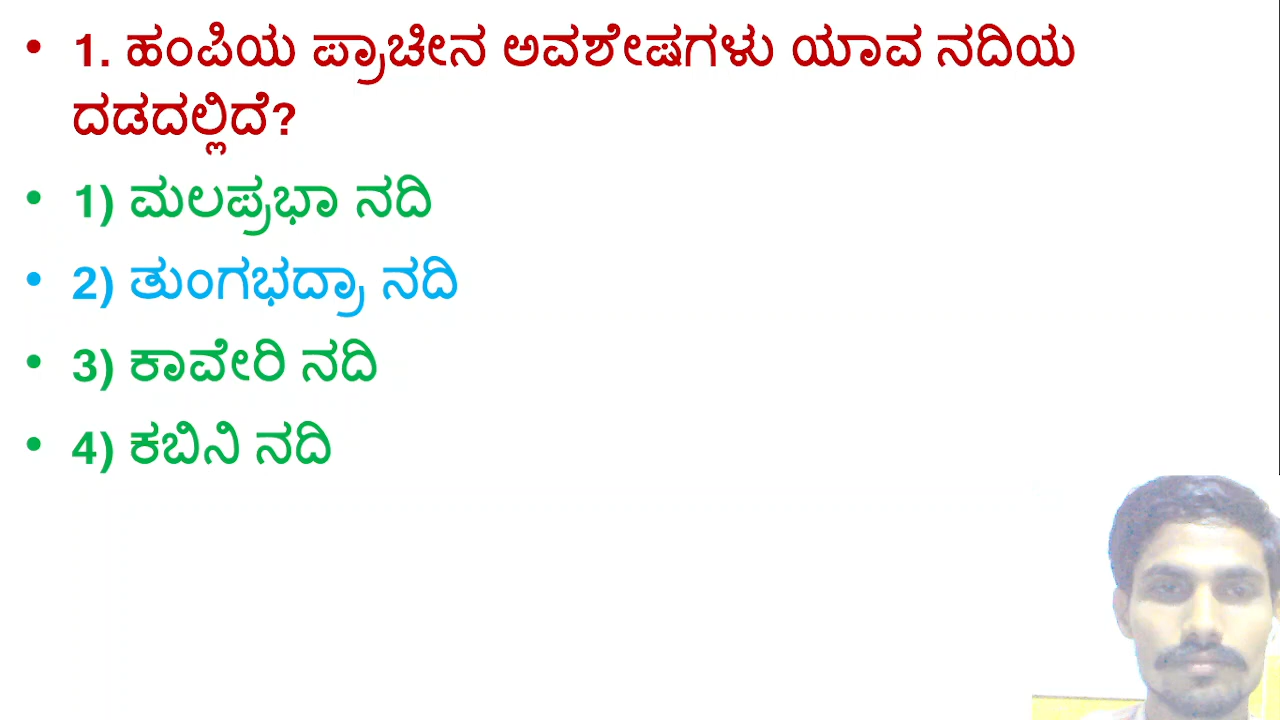 • 1. ಹಂಪಿಯ ಪ್ರಾಚೀನ ಅವಶೇಷಗಳು ಯಾವ ನದಿಯ
ದಡದಲ್ಲಿದೆ?
• 1) ಮಲಪ್ರಭಾ ನದಿ
• 2) ತುಂಗಭದ್ರಾ ನದಿ
• 3) ಕಾವೇರಿ ನದಿ
• 4) ಕಬಿನಿ ನದಿ